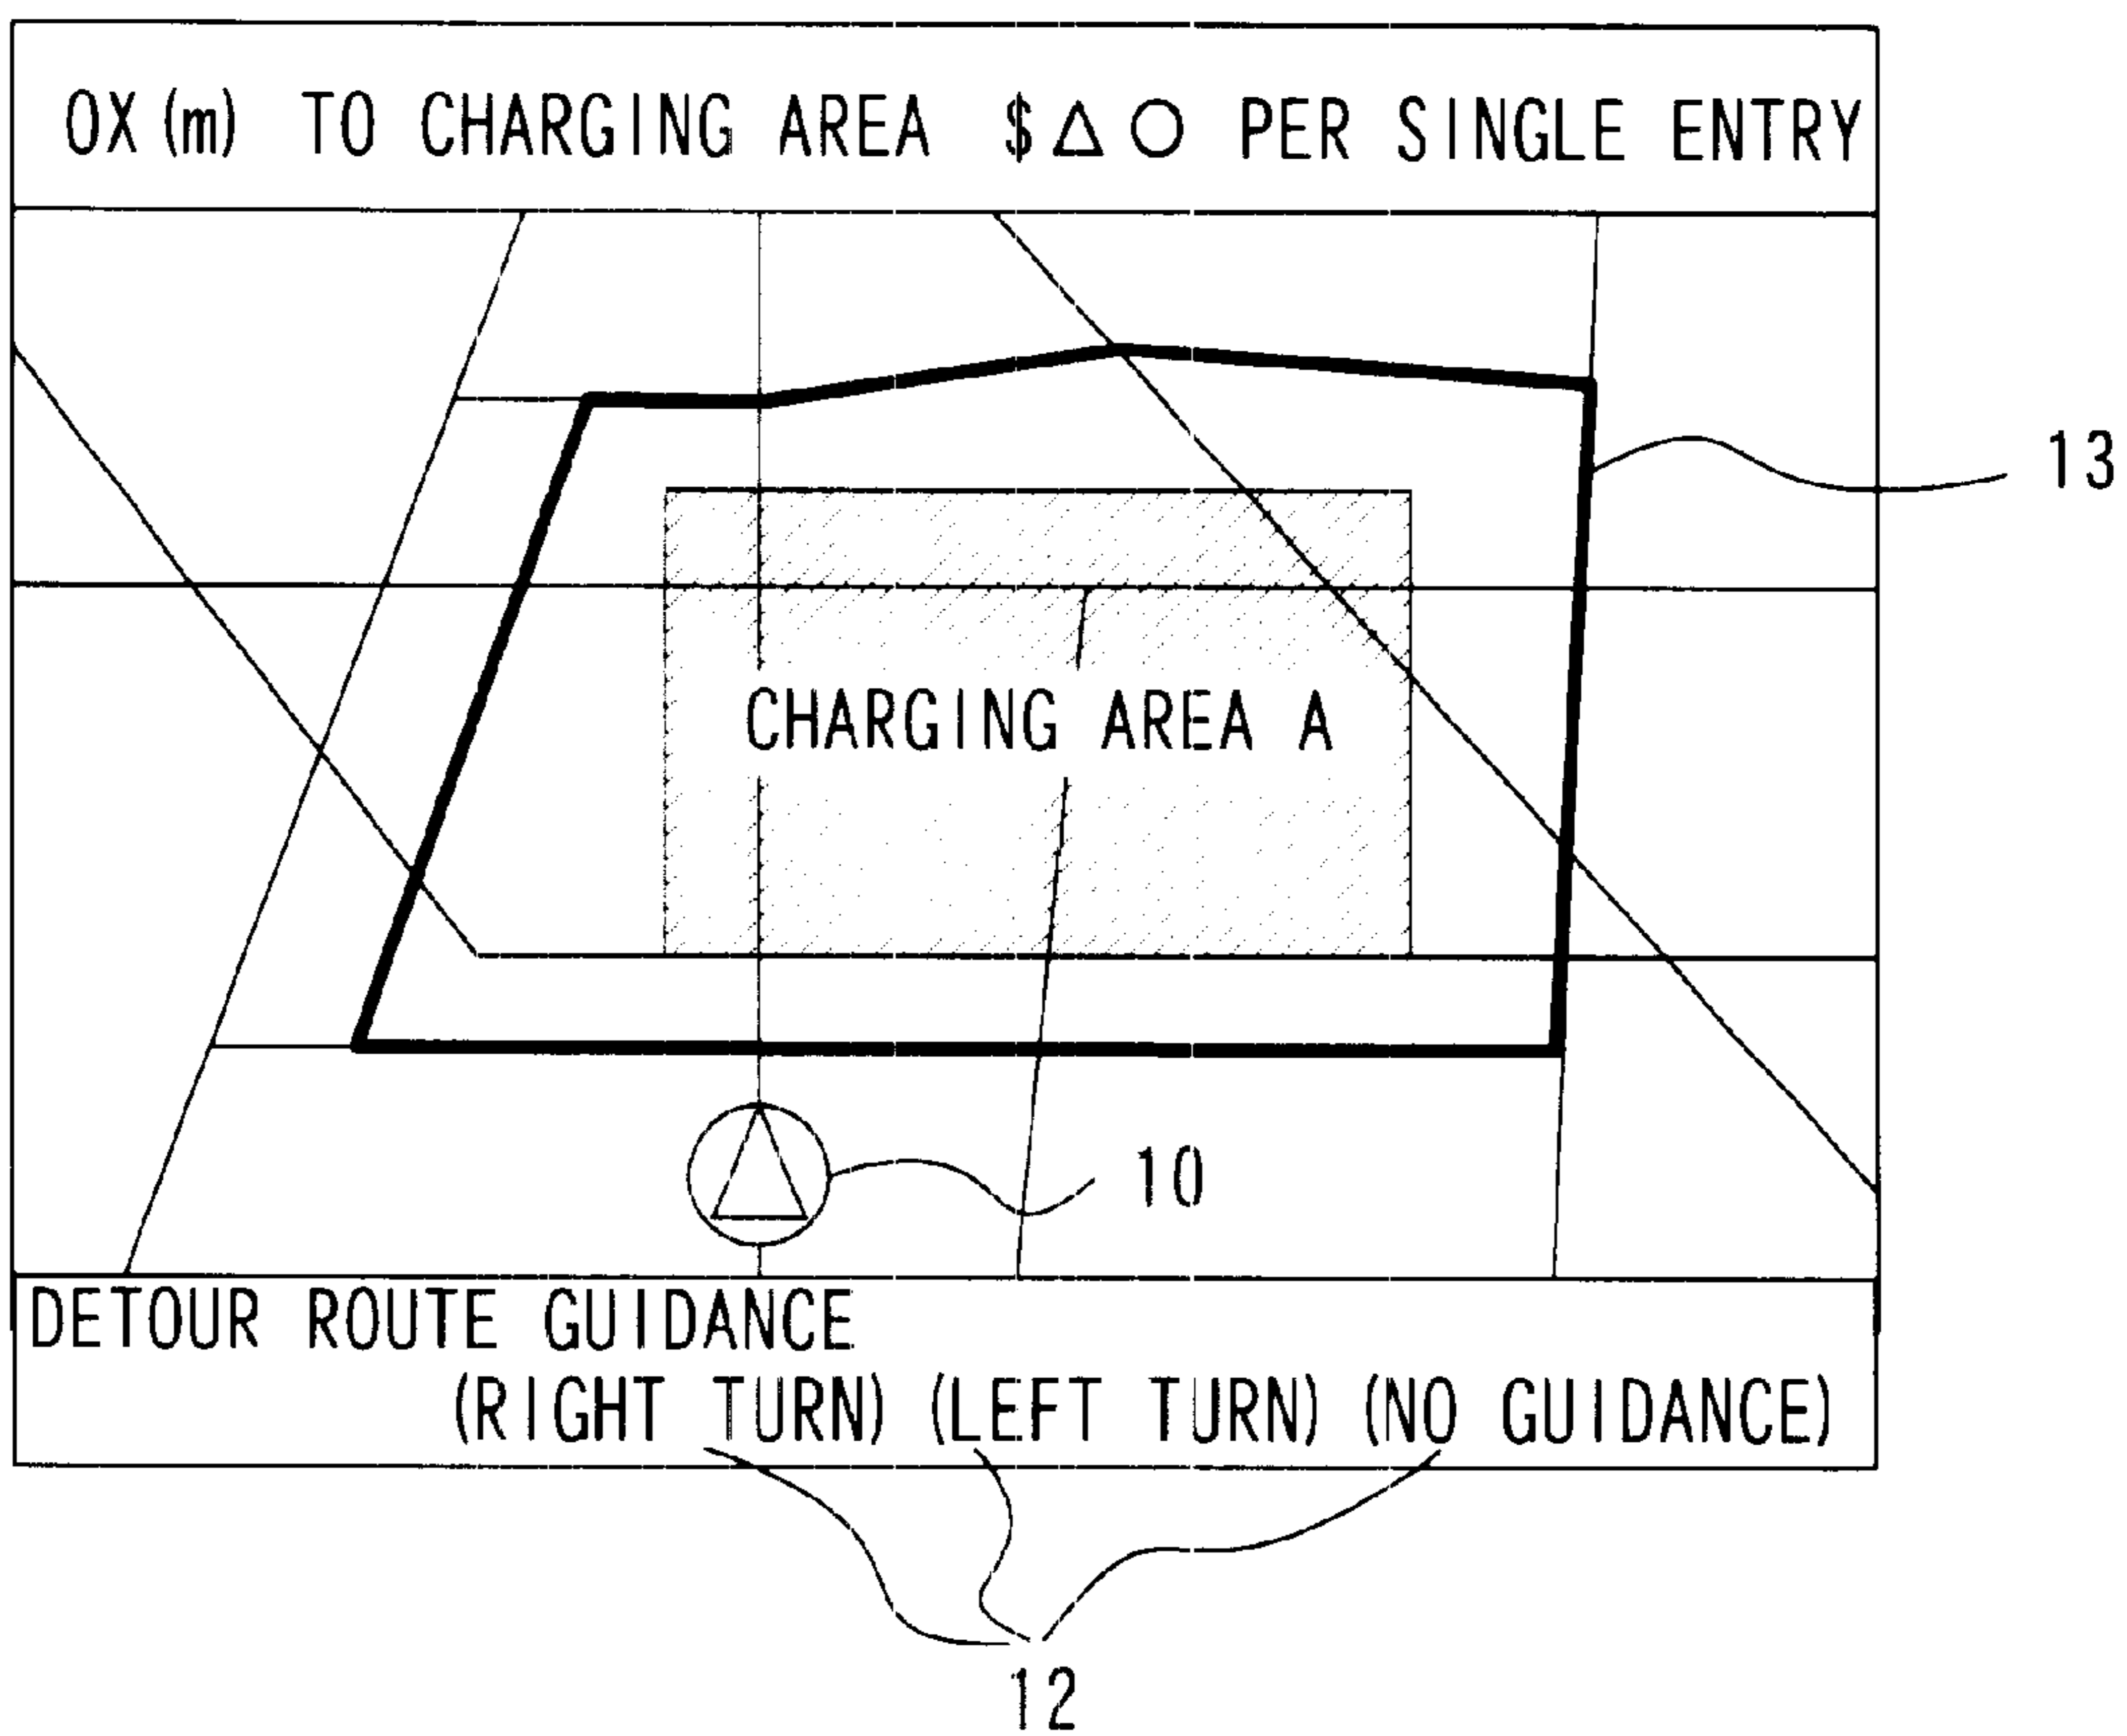 OX(m) TO CHARGING AREA $△○ PER SINGLE ENTRY
13
CHARGING AREA A
10
DETOUR ROUTE GUIDANCE
(RIGHT TURN) (LEFT TURN) (NO GUIDANCE)
12